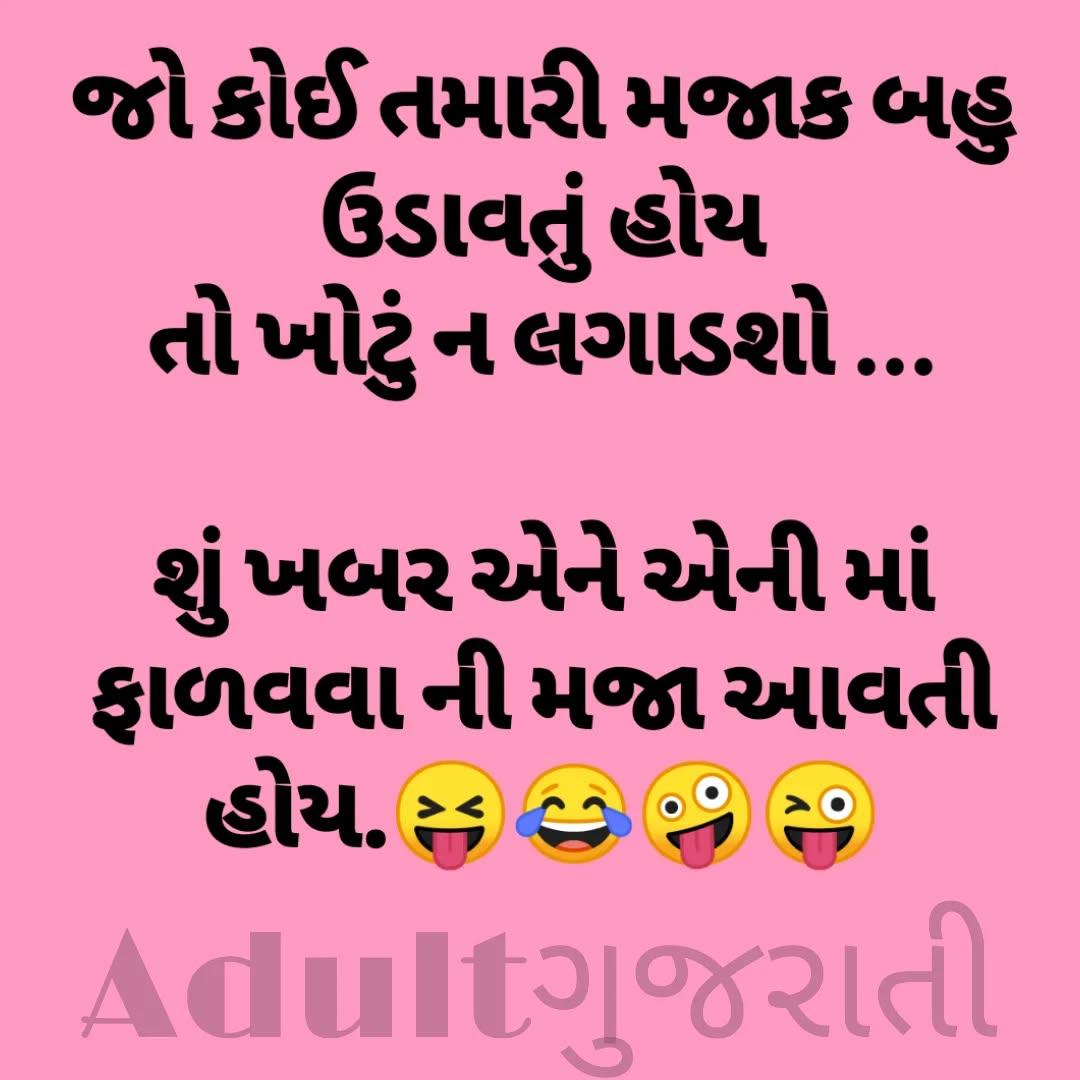 જો કોઈ તમારી મજાક બહુ
ઉડાવતું હોય
તો ખોટું ન લગાડશો ...
શું ખબર એને એની માં
ફાળવવા ની મજા આવતી
હોય.😝😂🤪😜
Adultગુજરાતી